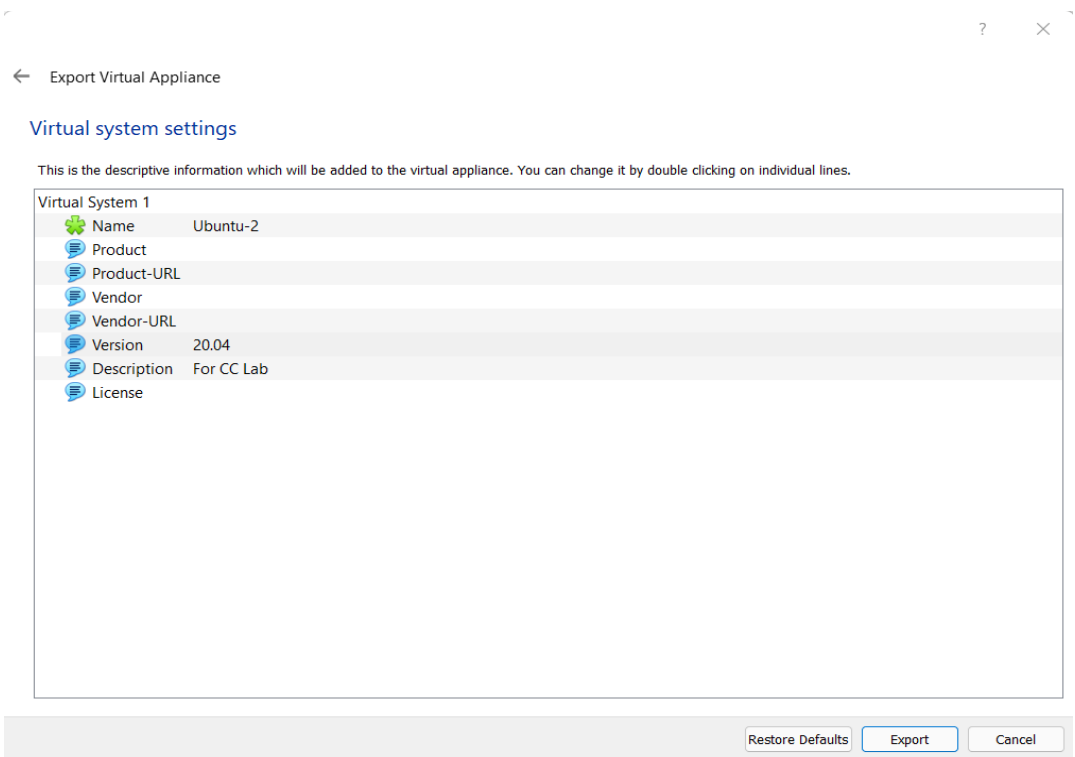 ?
Export Virtual Appliance
Virtual system settings
This is the descriptive information which will be added to the virtual appliance. You can change it by double clicking on individual lines.
Virtual System 1
Name Ubuntu-2
Product
Product-URL
Vendor
Vendor-URL
Version 20.04
Description For CC Lab
License
Restore Defaults Export Cancel